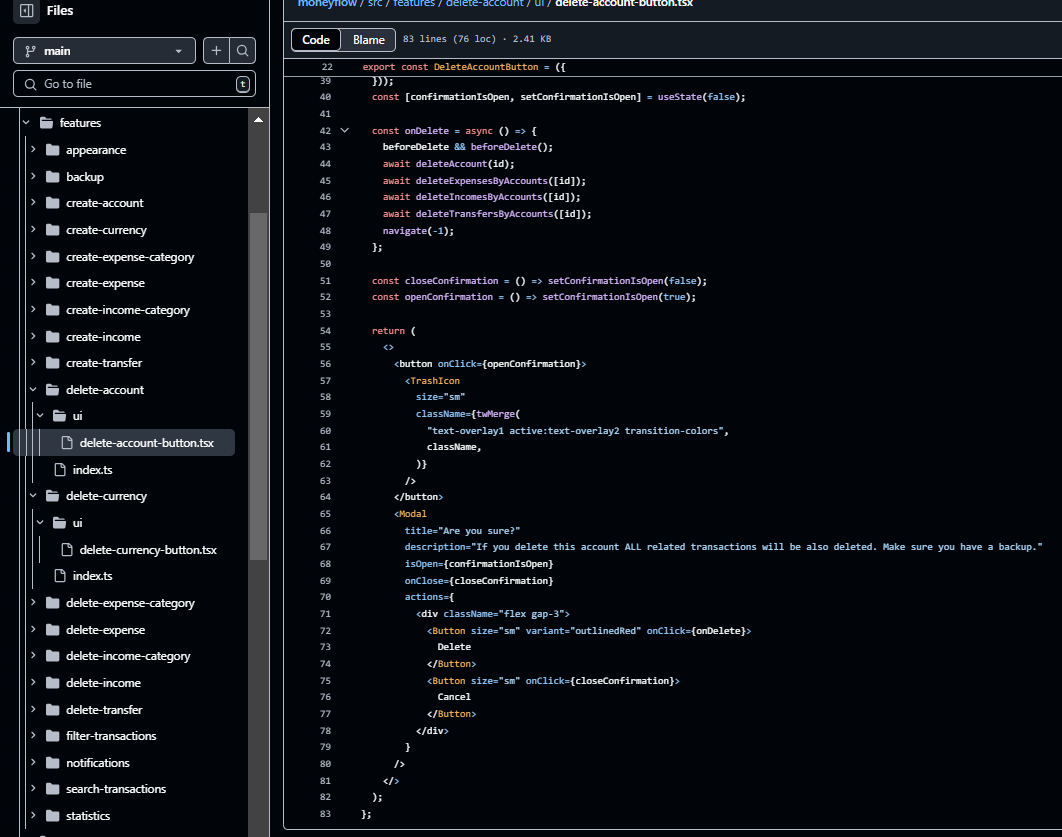 Files
main
Go to file
t
features
appearance
backup
create-account
create-currency
create-expense-category
create-expense
create-income-category
create-income
create-transfer
delete-account
ui
delete-account-button.tsx
index.ts
delete-currency
ui
delete-currency-button.tsx
index.ts
delete-expense-category
delete-expense
delete-income-category
delete-income
delete-transfer
filter-transactions
notifications
search-transactions
statistics
moneyflow / src / features / delete-account / ui / delete-account-button.tsx
Code Blame 83 lines (76 loc) · 2.41 KB
22 export const DeleteAccountButton = ({
39 }));
40 const [confirmationIsOpen, setConfirmationIsOpen] = useState(false);
41
42 const onDelete = async () => {
43 beforeDelete && beforeDelete();
44 await deleteAccount(id);
45 await deleteExpensesByAccounts([id]);
46 await deleteIncomesByAccounts([id]);
47 await deleteTransfersByAccounts([id]);
48 navigate(-1);
49 };
50
51 const closeConfirmation = () => setConfirmationIsOpen(false);
52 const openConfirmation = () => setConfirmationIsOpen(true);
53
54 return (
55 <>
56 <button onClick={openConfirmation}>
57 <TrashIcon
58 size="sm"
59 className={twMerge(
60 "text-overlay1 active:text-overlay2 transition-colors",
61 className,
62 )}
63 />
64 </button>
65 <Modal
66 title="Are you sure?"
67 description="If you delete this account ALL related transactions will be also deleted. Make sure you have a backup."
68 isOpen={confirmationIsOpen}
69 onClose={closeConfirmation}
70 actions={
71 <div className="flex gap-3">
72 <Button size="sm" variant="outlinedRed" onClick={onDelete}>
73 Delete
74 </Button>
75 <Button size="sm" onClick={closeConfirmation}>
76 Cancel
77 </Button>
78 </div>
79 }
80 />
81 </>
82 );
83 };